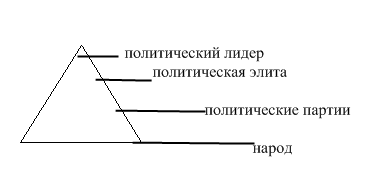 политический лидер
политическая элита
политические партии
народ